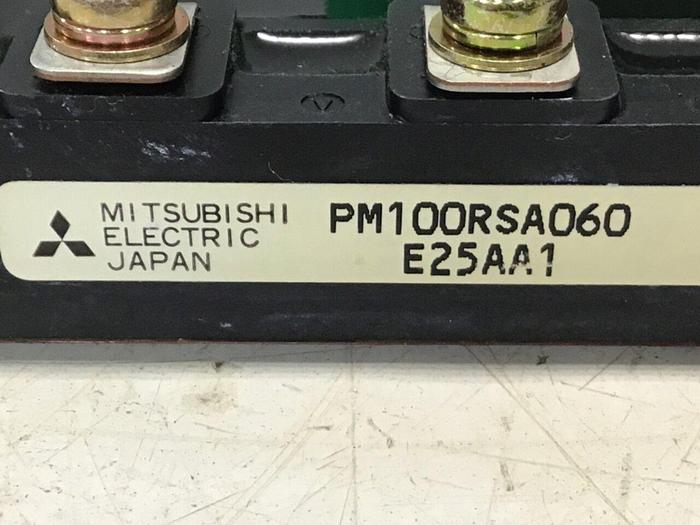 MITSUBISHI
ELECTRIC
JAPAN
PM100RSA060
E25AA1